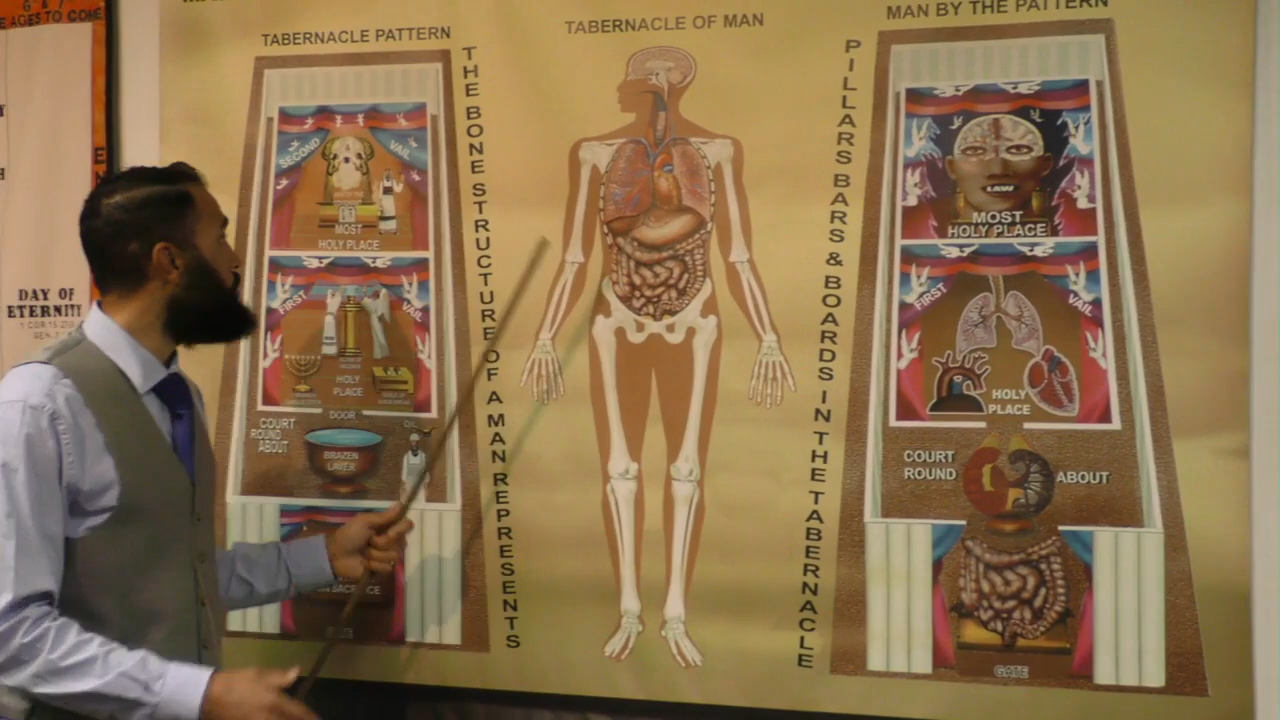 E AGES TO COME
DAY OF
ETERNITY
TABERNACLE PATTERN
SECOND VAIL
MOST
HOLY PLACE
FIRST VAIL
HOLY
PLACE
DOOR
COURT
ROUND
ABOUT
OIL
BRAZEN
LAVER
THE BONE STRUCTURE OF A MAN REPRESENTS
TABERNACLE OF MAN
PILLARS BARS & BOARDS IN THE TABERNACLE
MAN BY THE PATTERN
LAW
MOST
HOLY PLACE
FIRST VAIL
HOLY
PLACE
COURT
ROUND ABOUT
GATE